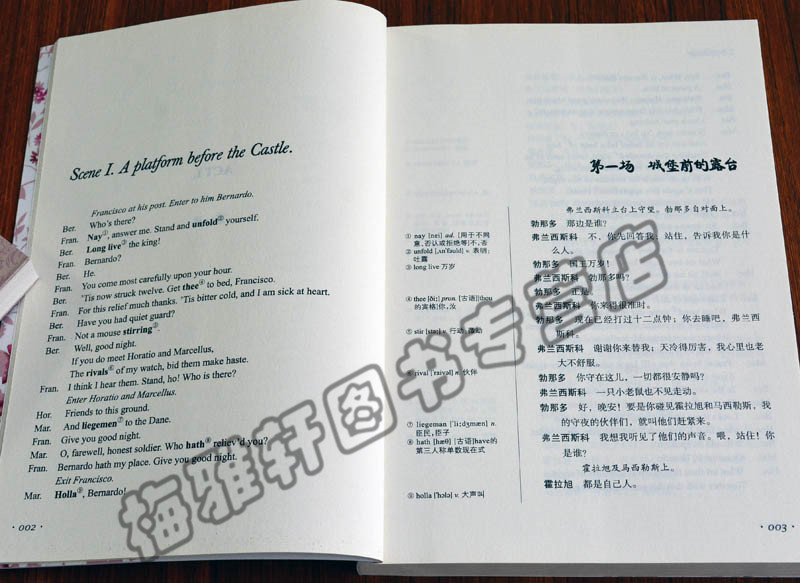 Scene I. A platform before the Castle.
Francisco at his post. Enter to him Bernardo.
Ber. Who's there?
Fran. Nay①, answer me. Stand and unfold② yourself.
Ber. Long live③ the king!
Fran. Bernardo?
Ber. He.
Fran. You come most carefully upon your hour.
Ber. 'Tis now struck twelve. Get thee④ to bed, Francisco.
Fran. For this relief much thanks. 'Tis bitter cold, and I am sick at heart.
Ber. Have you had quiet guard?
Fran. Not a mouse stirring⑤.
Ber. Well, good night.
If you do meet Horatio and Marcellus,
The rivals⑥ of my watch, bid them make haste.
Fran. I think I hear them. Stand, ho! Who is there?
Enter Horatio and Marcellus.
Hor. Friends to this ground.
Mar. And liegemen⑦ to the Dane.
Fran. Give you good night.
Mar. O, farewell, honest soldier. Who hath⑧ reliev'd you?
Fran. Bernardo hath my place. Give you good night.
Exit Francisco.
Mar. Holla⑨, Bernardo!
· 002 ·
① nay [nei] ad. [用于不同
意、否认或拒绝等]不,否
② unfold [ˌʌn'fəuld] v. 表明;
吐露
③ long live 万岁
④ thee [ði:] pron. [古语][thou
的宾格]你,汝
⑤ stir [stə:] v. 行动,激动
⑥ rival ['raivəl] n. 伙伴
⑦ liegeman ['li:dʒmæn] n.
臣民,臣子
⑧ hath [hæθ] [古语]have的
第三人称单数现在式
⑨ holla ['hɔlə] v. 大声叫
第一场 城堡前的露台
弗兰西斯科立台上守望。勃那多自对面上。
勃那多 那边是谁?
弗兰西斯科 不,你先回答我;站住,告诉我你是什
么人。
勃那多 国王万岁!
弗兰西斯科 勃那多吗?
勃那多 正是。
弗兰西斯科 你来得很准时。
勃那多 现在已经打过十二点钟;你去睡吧,弗兰西
斯科。
弗兰西斯科 谢谢你来替我;天冷得厉害,我心里也老
大不舒服。
勃那多 你守在这儿,一切都很安静吗?
弗兰西斯科 一只小老鼠也不见走动。
勃那多 好,晚安!要是你碰见霍拉旭和马西勒斯,我
的守夜的伙伴们,就叫他们赶紧来。
弗兰西斯科 我想我听见了他们的声音。喂,站住!你
是谁?
霍拉旭及马西勒斯上。
霍拉旭 都是自己人。
· 003 ·
梅雅轩图书专卖店